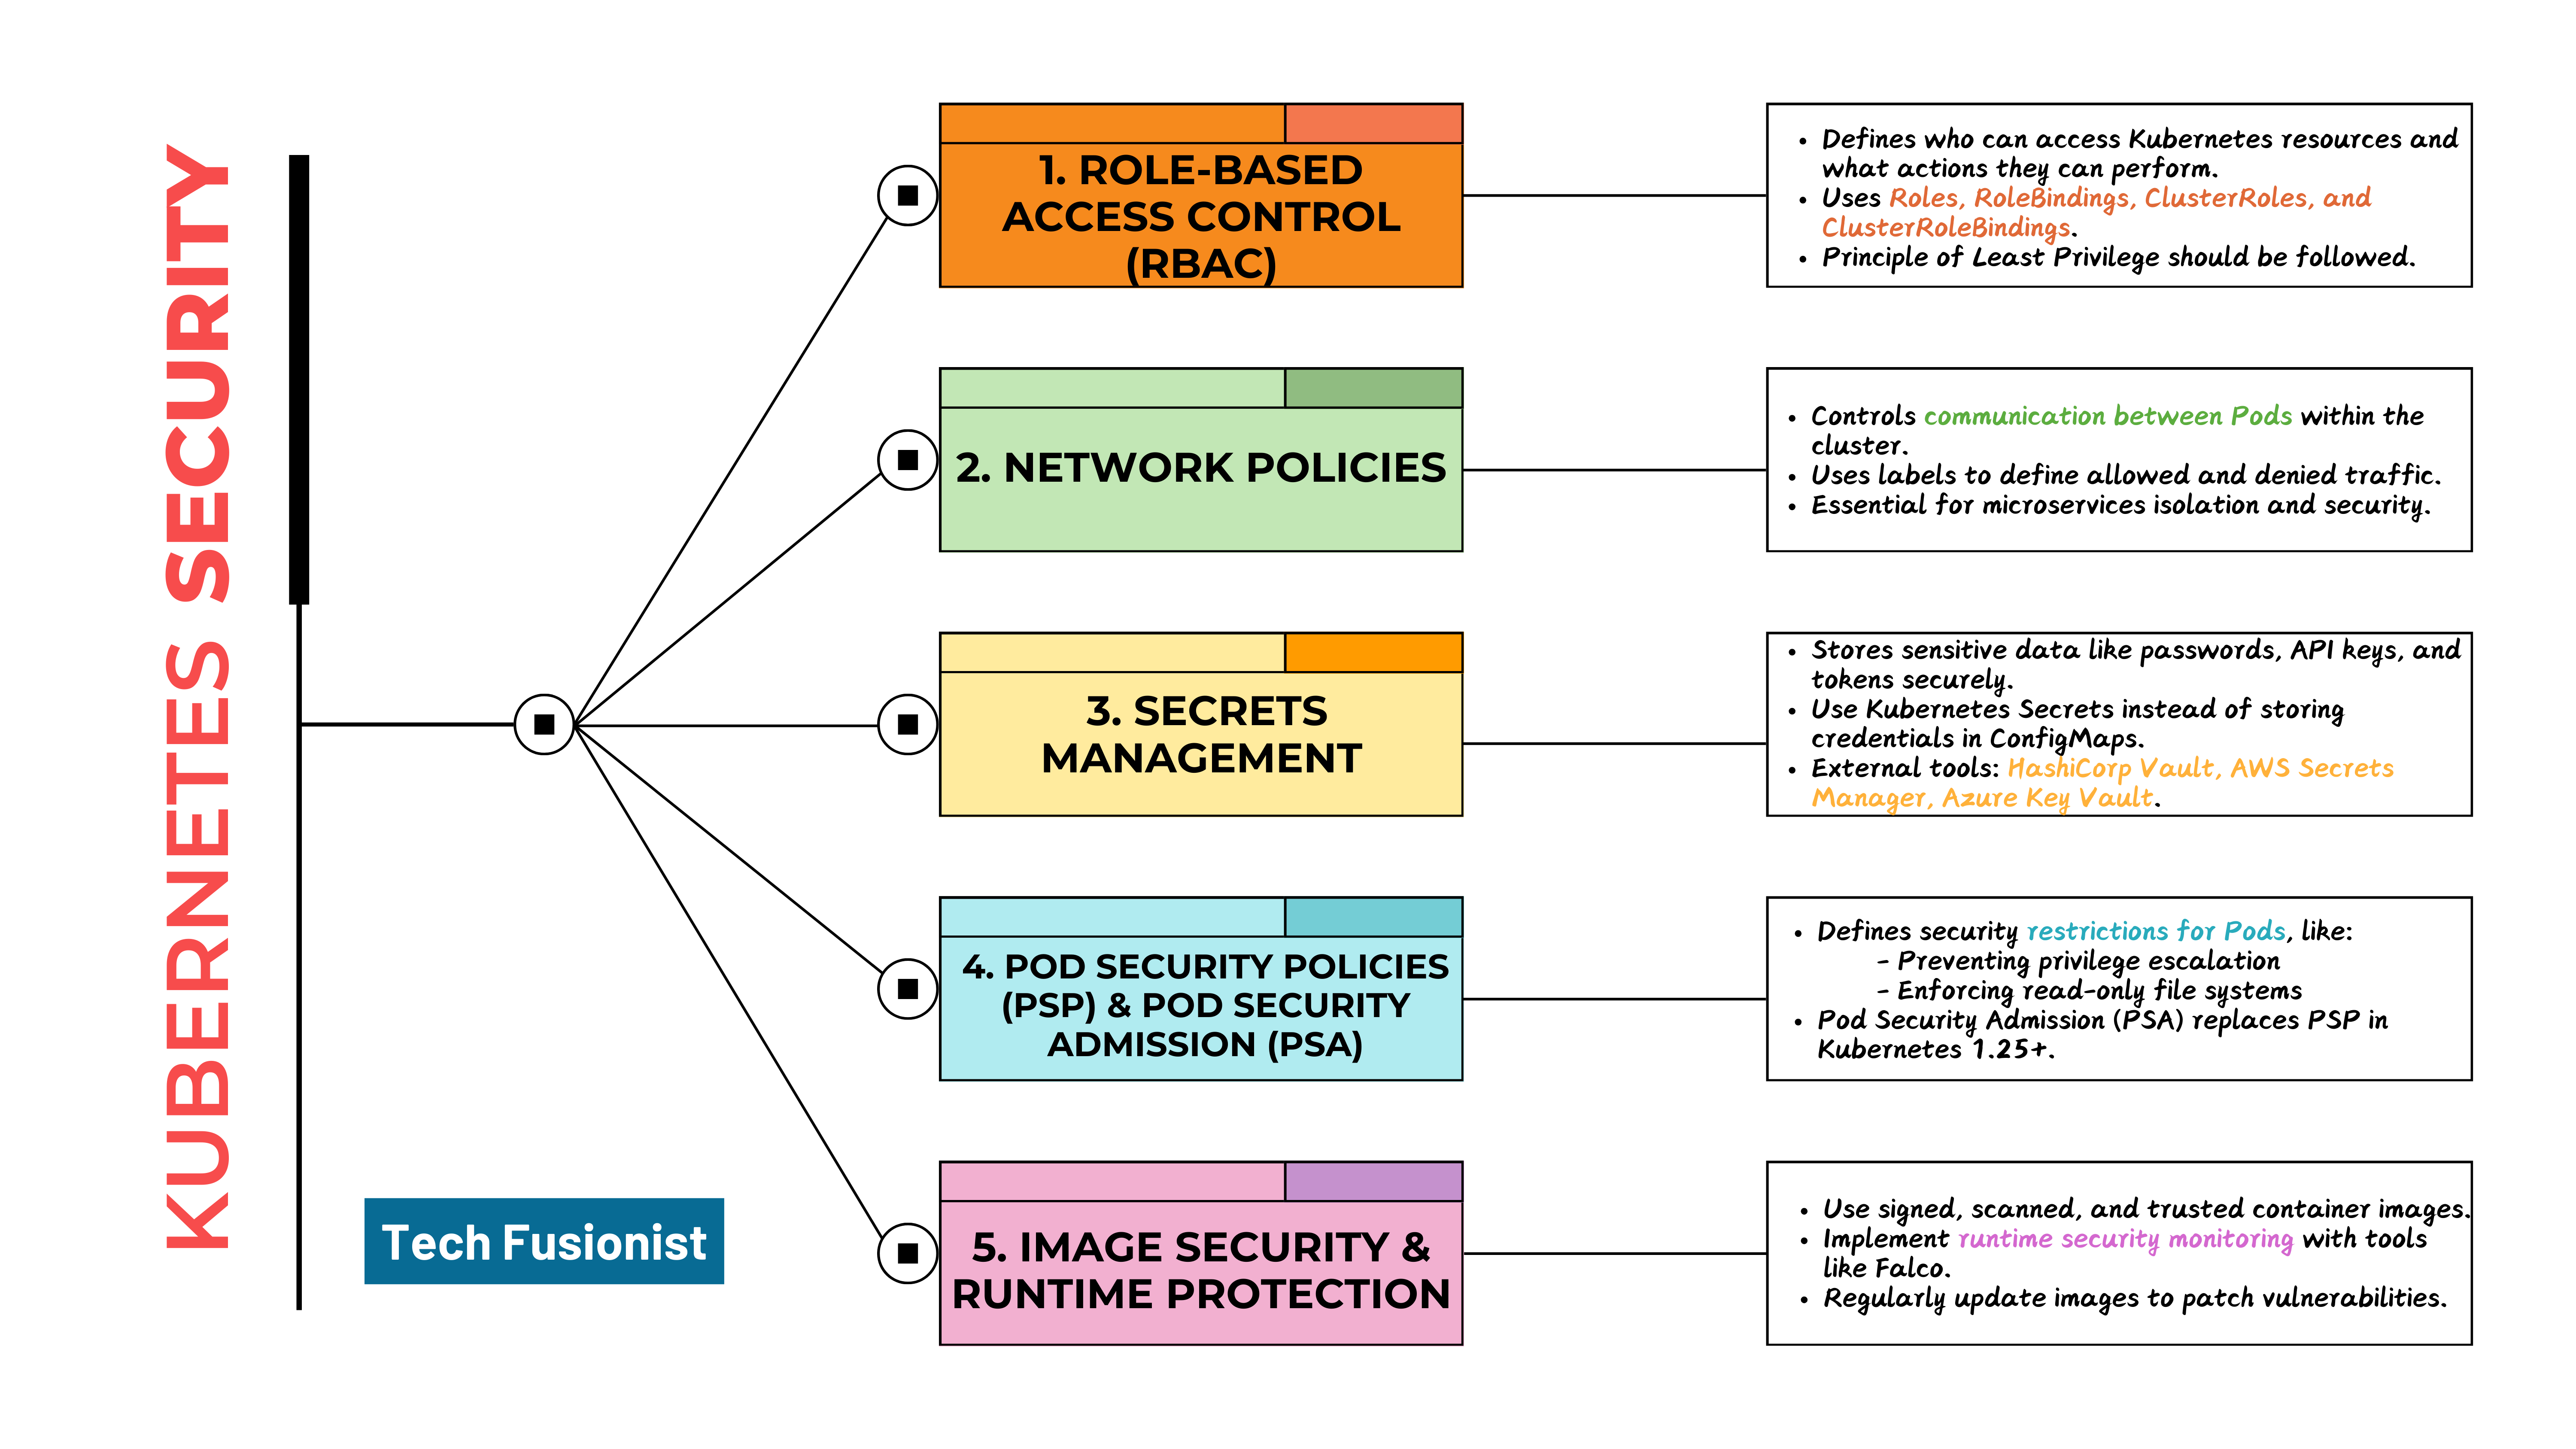 KUBERNETES SECURITY
1. ROLE-BASED
ACCESS CONTROL
(RBAC)
• Defines who can access Kubernetes resources and
what actions they can perform.
• Uses Roles, RoleBindings, ClusterRoles, and
ClusterRoleBindings.
• Principle of Least Privilege should be followed.
2. NETWORK POLICIES
• Controls communication between Pods within the
cluster.
• Uses labels to define allowed and denied traffic.
• Essential for microservices isolation and security.
3. SECRETS
MANAGEMENT
• Stores sensitive data like passwords, API keys, and
tokens securely.
• Use Kubernetes Secrets instead of storing
credentials in ConfigMaps.
• External tools: HashiCorp Vault, AWS Secrets
Manager, Azure Key Vault.
4. POD SECURITY POLICIES
(PSP) & POD SECURITY
ADMISSION (PSA)
• Defines security restrictions for Pods, like:
- Preventing privilege escalation
- Enforcing read-only file systems
• Pod Security Admission (PSA) replaces PSP in
Kubernetes 1.25+.
5. IMAGE SECURITY &
RUNTIME PROTECTION
• Use signed, scanned, and trusted container images.
• Implement runtime security monitoring with tools
like Falco.
• Regularly update images to patch vulnerabilities.
Tech Fusionist